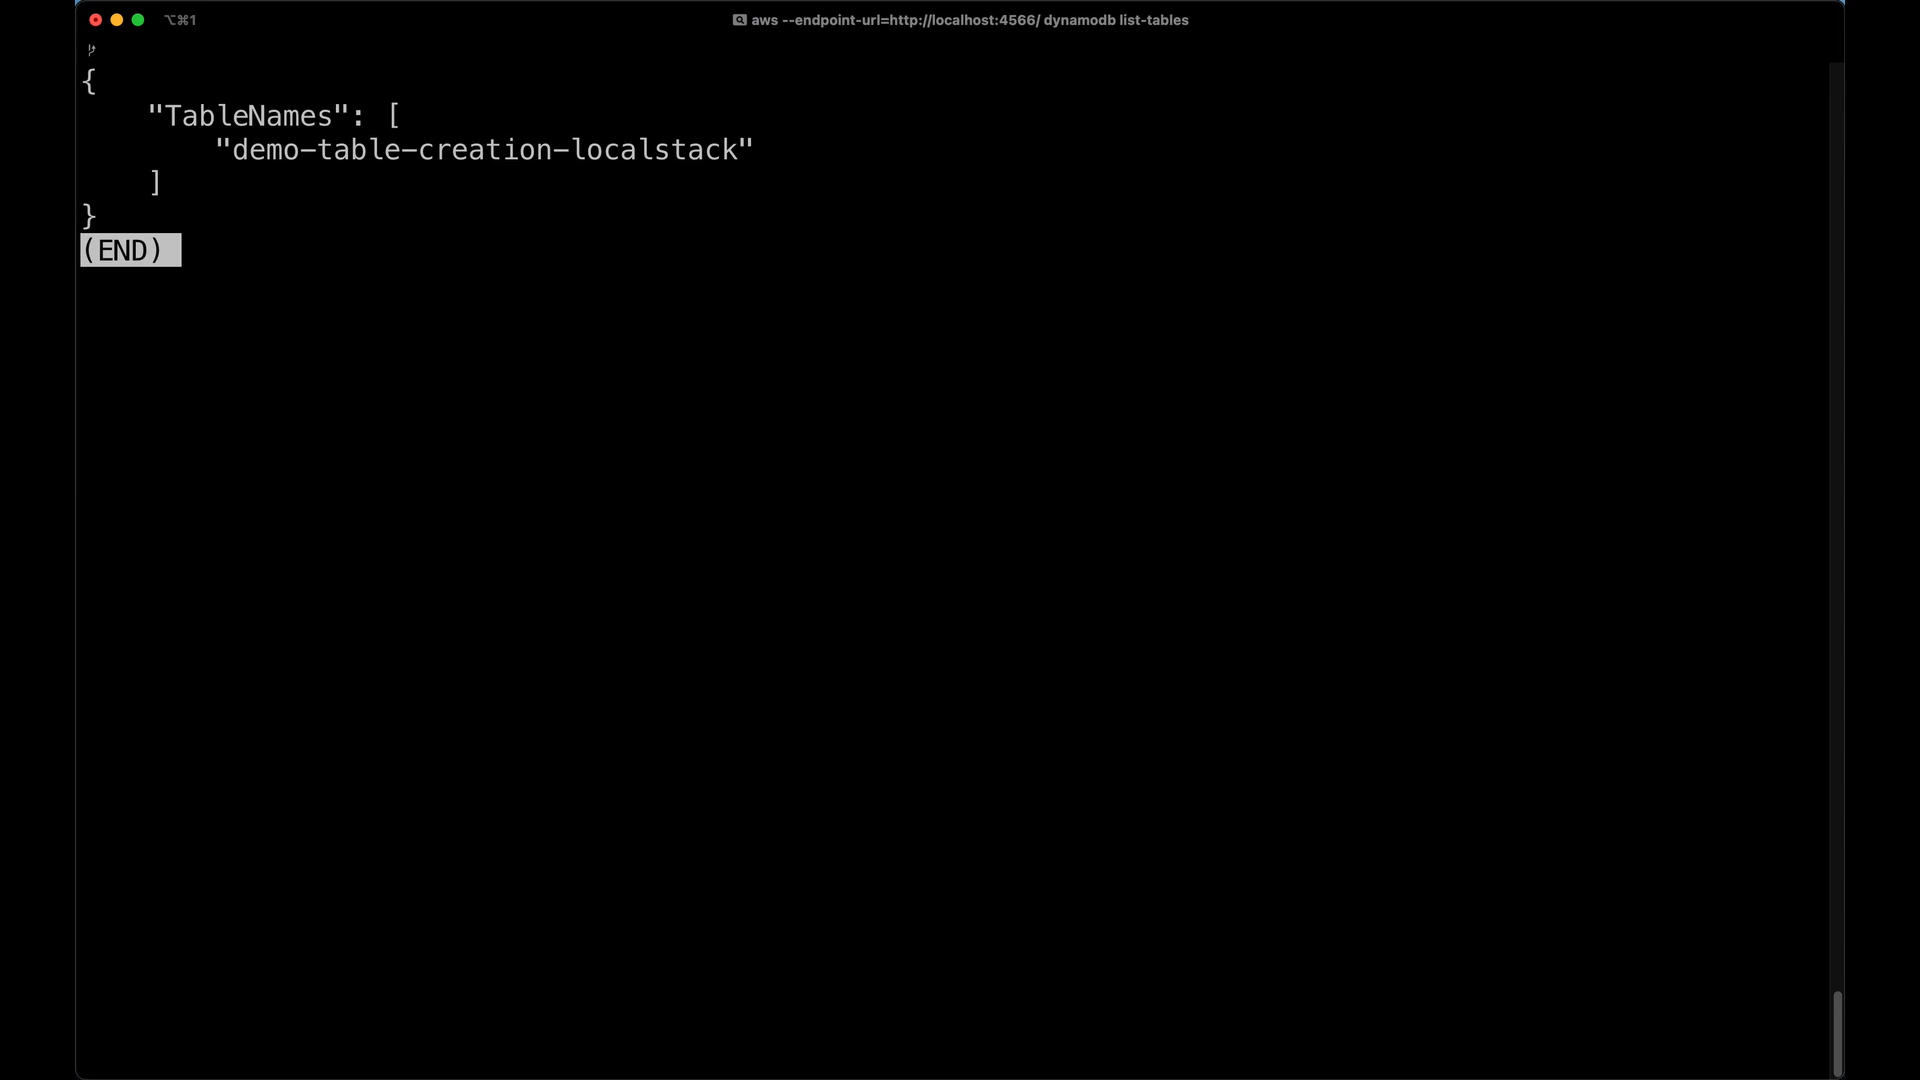 ⌥⌘1
aws --endpoint-url=http://localhost:4566/ dynamodb list-tables
{
    "TableNames": [
        "demo-table-creation-localstack"
    ]
}
(END)